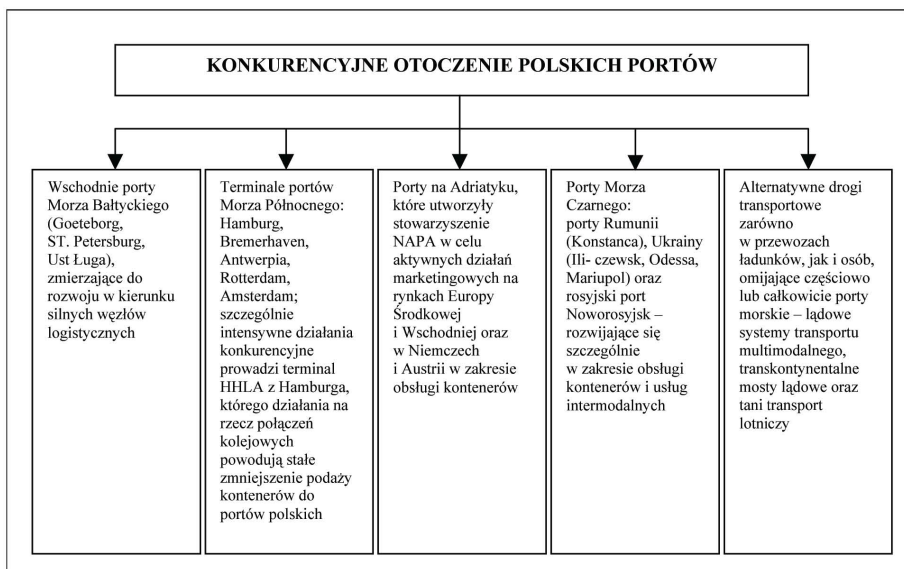 KONKURENCYJNE OTOCZENIE POLSKICH PORTÓW
Wschodnie porty
Morza Bałtyckiego
(Goeteborg,
ST. Petersburg,
Ust Ługa),
zmierzające do
rozwoju w kierunku
silnych węzłów
logistycznych
Terminale portów
Morza Północnego:
Hamburg,
Bremerhaven,
Antwerpia,
Rotterdam,
Amsterdam;
szczególnie
intensywne działania
konkurencyjne
prowadzi terminal
HHLA z Hamburga,
którego działania na
rzecz połączeń
kolejowych
powodują stałe
zmniejszenie podaży
kontenerów do
portów polskich
Porty na Adriatyku,
które utworzyły
stowarzyszenie
NAPA w celu
aktywnych działań
marketingowych na
rynkach Europy
Środkowej
i Wschodniej oraz
w Niemczech
i Austrii w zakresie
obsługi kontenerów
Porty Morza
Czarnego:
porty Rumunii
(Konstanca), Ukrainy
(Ili- czewsk, Odessa,
Mariupol) oraz
rosyjski port
Noworosyjsk –
rozwijające się
szczególnie
w zakresie obsługi
kontenerów i usług
intermodalnych
Alternatywne drogi
transportowe
zarówno
w przewozach
ładunków, jak i osób,
omijające częściowo
lub całkowicie porty
morskie – lądowe
systemy transportu
multimodalnego,
transkontynentalne
mosty lądowe oraz
tani transport
lotniczy